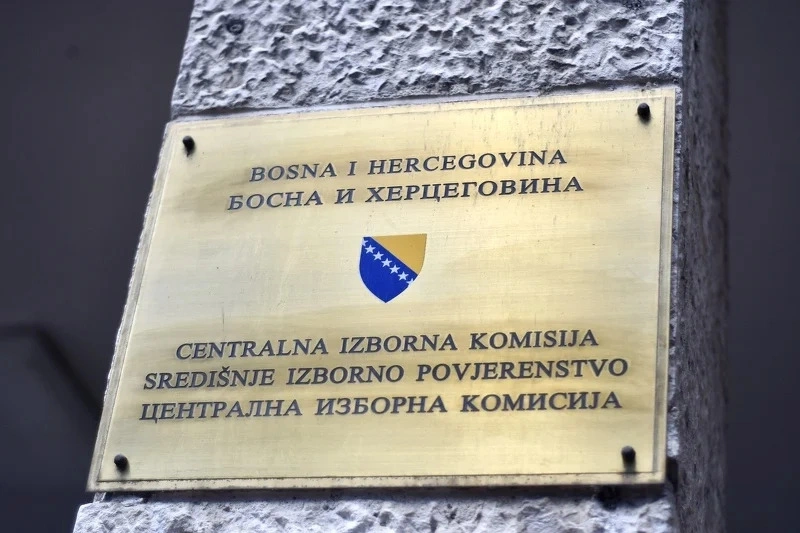 BOSNA I HERCEGOVINA
БОСНА И ХЕРЦЕГОВИНА
CENTRALNA IZBORNA KOMISIJA
SREDIŠNJE IZBORNO POVJERENSTVO
ЦЕНТРАЛНА ИЗБОРНА КОМИСИЈА